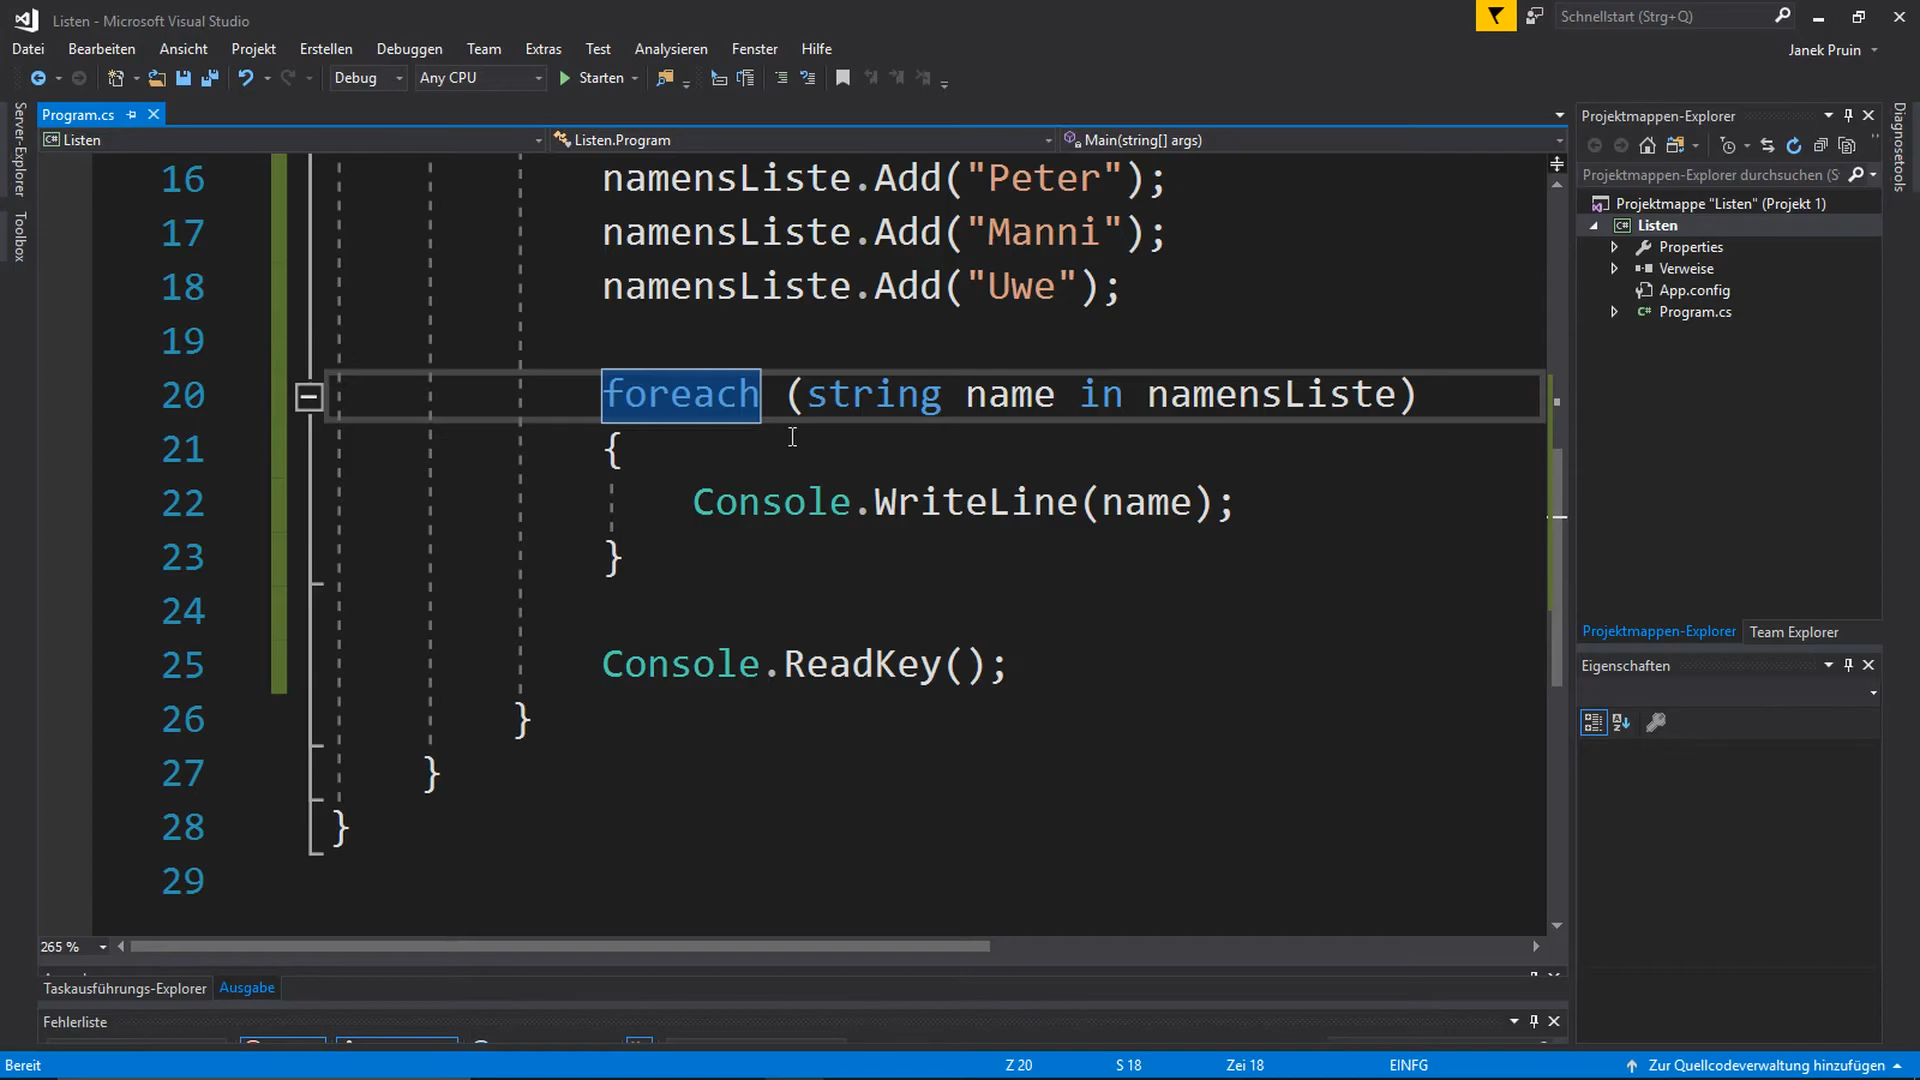 Listen - Microsoft Visual Studio
Schnellstart (Strg+Q)
Datei Bearbeiten Ansicht Projekt Erstellen Debuggen Team Extras Test Analysieren Fenster Hilfe
Janek Pruin
Debug Any CPU Starten
Server-Explorer
Toolbox
Program.cs
Listen Listen.Program Main(string[] args)
16 namensListe.Add("Peter");
17 namensListe.Add("Manni");
18 namensListe.Add("Uwe");
19
20 foreach (string name in namensListe)
21 {
22 Console.WriteLine(name);
23 }
24
25 Console.ReadKey();
26 }
27 }
28 }
29
265 %
Taskausführungs-Explorer Ausgabe
Fehlerliste
Projektmappen-Explorer
Projektmappen-Explorer durchsuchen (S
Projektmappe "Listen" (Projekt 1)
Listen
Properties
Verweise
App.config
C# Program.cs
Projektmappen-Explorer Team Explorer
Eigenschaften
Diagnosetools
Bereit Z 20 S 18 Zei 18 EINFG Zur Quellcodeverwaltung hinzufügen